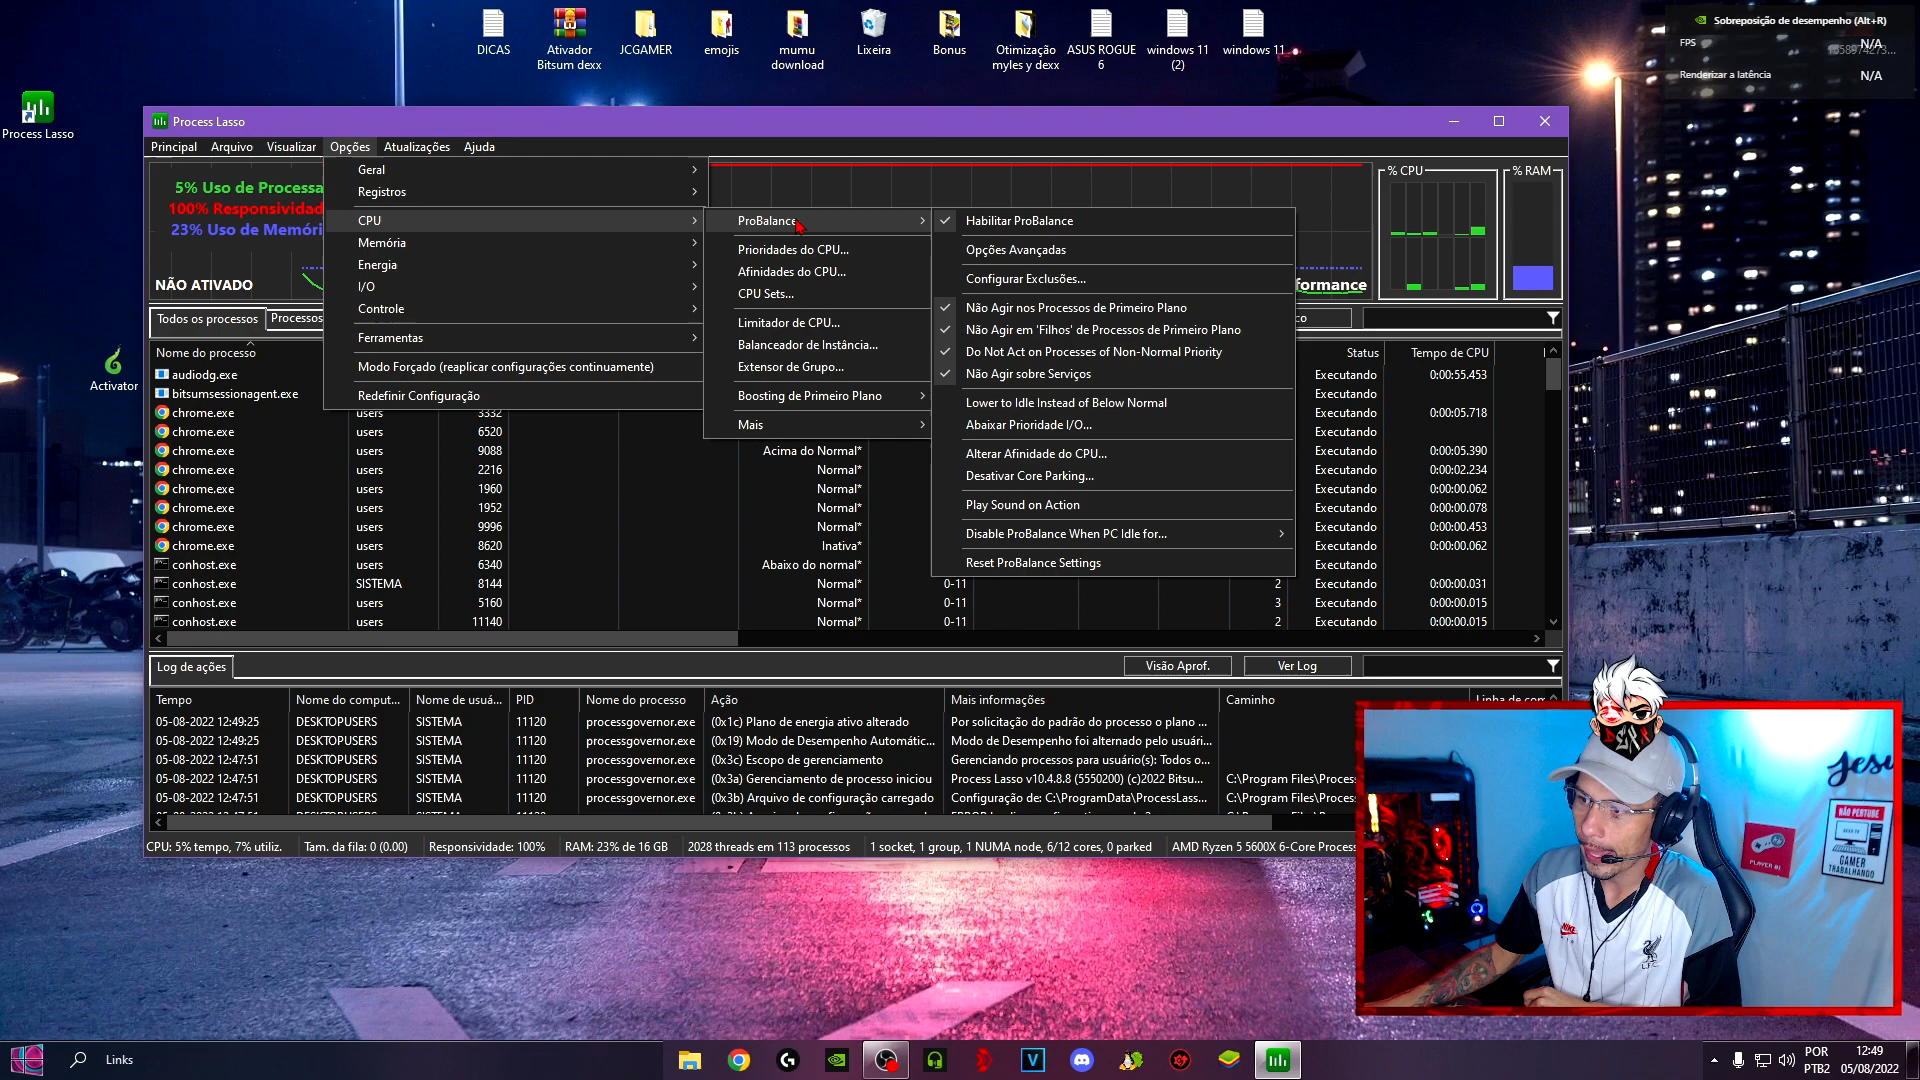 DICAS
Ativador
Bitsum dexx
JCGAMER
emojis
mumu
download
Lixeira
Bonus
Otimização
myles y dexx
ASUS ROGUE
6
windows 11
(2)
windows 11
Sobreposição de desempenho (Alt+R)
FPS
N/A
Renderizar a latência
N/A
Process Lasso
Activator
Process Lasso
Principal Arquivo Visualizar Opções Atualizações Ajuda
5% Uso de Processa
100% Responsividad
23% Uso de Memóri
NÃO ATIVADO
formance
% CPU
% RAM
Geral
Registros
CPU
Memória
Energia
I/O
Controle
Ferramentas
Modo Forçado (reaplicar configurações continuamente)
Redefinir Configuração
ProBalance
Prioridades do CPU...
Afinidades do CPU...
CPU Sets...
Limitador de CPU...
Balanceador de Instância...
Extensor de Grupo...
Boosting de Primeiro Plano
Mais
Habilitar ProBalance
Opções Avançadas
Configurar Exclusões...
Não Agir nos Processos de Primeiro Plano
Não Agir em 'Filhos' de Processos de Primeiro Plano
Do Not Act on Processes of Non-Normal Priority
Não Agir sobre Serviços
Lower to Idle Instead of Below Normal
Abaixar Prioridade I/O...
Alterar Afinidade do CPU...
Desativar Core Parking...
Play Sound on Action
Disable ProBalance When PC Idle for...
Reset ProBalance Settings
Todos os processos Processos
co
Nome do processo Status Tempo de CPU
audiodg.exe Executando 0:00:55.453
bitsumsessionagent.exe Executando
chrome.exe users 3332 Executando 0:00:05.718
chrome.exe users 6520 Executando
chrome.exe users 9088 Acima do Normal* Executando 0:00:05.390
chrome.exe users 2216 Normal* Executando 0:00:02.234
chrome.exe users 1960 Normal* Executando 0:00:00.062
chrome.exe users 1952 Normal* Executando 0:00:00.078
chrome.exe users 9996 Normal* Executando 0:00:00.453
chrome.exe users 8620 Inativa* Executando 0:00:00.062
conhost.exe users 6340 Abaixo do normal* Executando
conhost.exe SISTEMA 8144 Normal* 0-11 2 Executando 0:00:00.031
conhost.exe users 5160 Normal* 0-11 3 Executando 0:00:00.015
conhost.exe users 11140 Normal* 0-11 2 Executando 0:00:00.015
Log de ações Visão Aprof. Ver Log
Tempo Nome do comput... Nome de usuá... PID Nome do processo Ação Mais informações Caminho Linha de com
05-08-2022 12:49:25 DESKTOPUSERS SISTEMA 11120 processgovernor.exe (0x1c) Plano de energia ativo alterado Por solicitação do padrão do processo o plano ...
05-08-2022 12:49:25 DESKTOPUSERS SISTEMA 11120 processgovernor.exe (0x19) Modo de Desempenho Automátic... Modo de Desempenho foi alternado pelo usuári...
05-08-2022 12:47:51 DESKTOPUSERS SISTEMA 11120 processgovernor.exe (0x3c) Escopo de gerenciamento Gerenciando processos para usuário(s): Todos o...
05-08-2022 12:47:51 DESKTOPUSERS SISTEMA 11120 processgovernor.exe (0x3a) Gerenciamento de processo iniciou Process Lasso v10.4.8.8 (5550200) (c)2022 Bitsu... C:\Program Files\Process
05-08-2022 12:47:51 DESKTOPUSERS SISTEMA 11120 processgovernor.exe (0x3b) Arquivo de configuração carregado Configuração de: C:\ProgramData\ProcessLass... C:\Program Files\Process
CPU: 5% tempo, 7% utiliz. Tam. da fila: 0 (0.00) Responsividade: 100% RAM: 23% de 16 GB 2028 threads em 113 processos 1 socket, 1 group, 1 NUMA node, 6/12 cores, 0 parked AMD Ryzen 5 5600X 6-Core Process
Jesu
NÃO PERTURBE
GAMER
TRABALHANDO
PLAYER 01
NIKE
L.F.C.
Links
POR
PTB2
12:49
05/08/2022